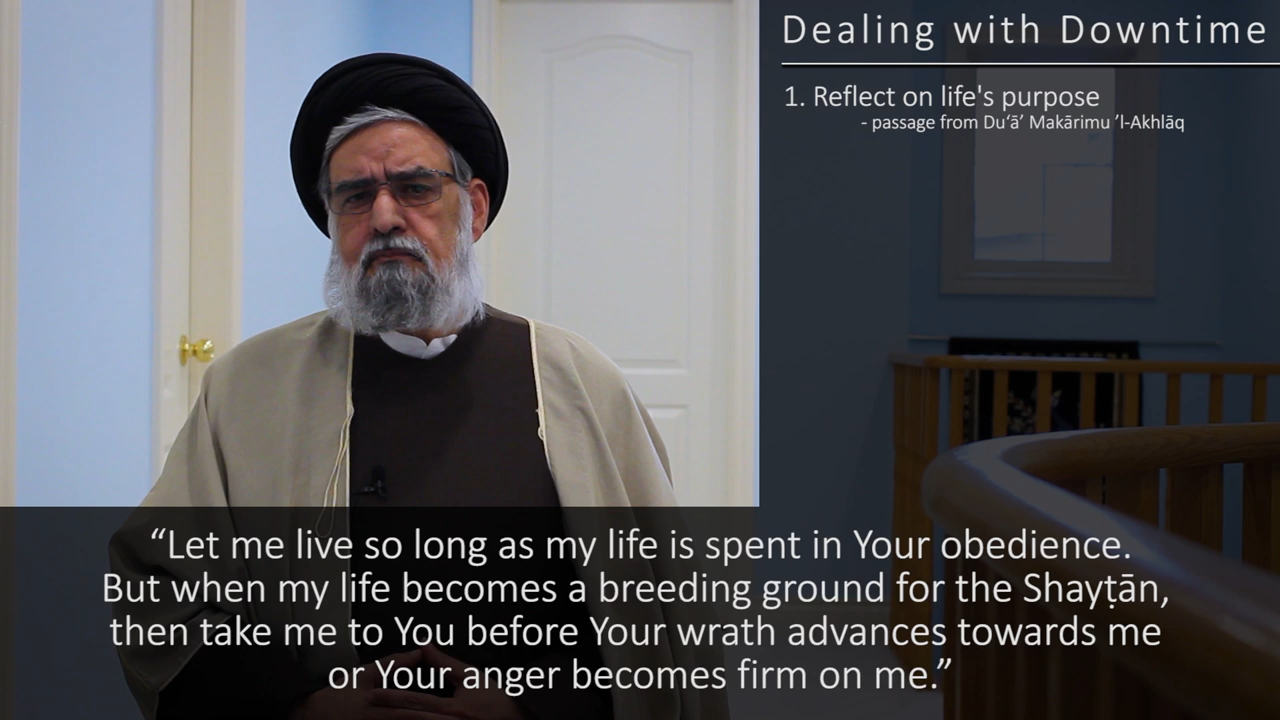 Dealing with Downtime
1. Reflect on life's purpose
- passage from Du‘ā’ Makārimu ’l-Akhlāq
“Let me live so long as my life is spent in Your obedience.
But when my life becomes a breeding ground for the Shayṭān,
then take me to You before Your wrath advances towards me
or Your anger becomes firm on me.”